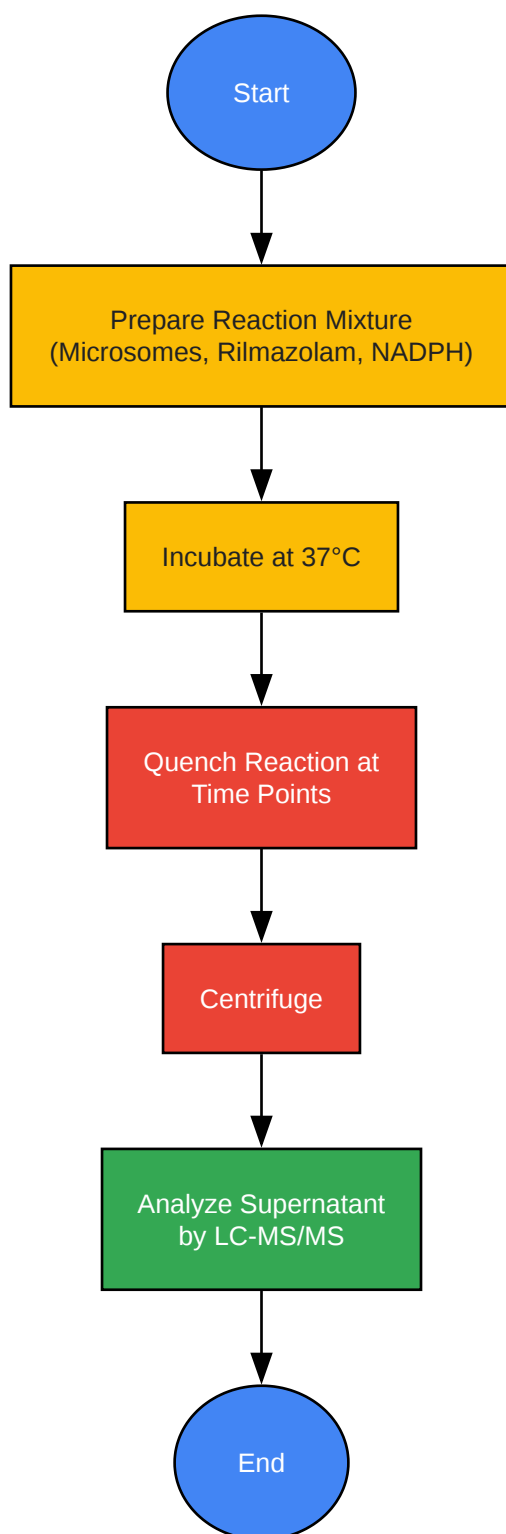 Start
Prepare Reaction Mixture
(Microsomes, Rilmazolam, NADPH)
Incubate at 37°C
Quench Reaction at
Time Points
Centrifuge
Analyze Supernatant
by LC-MS/MS
End